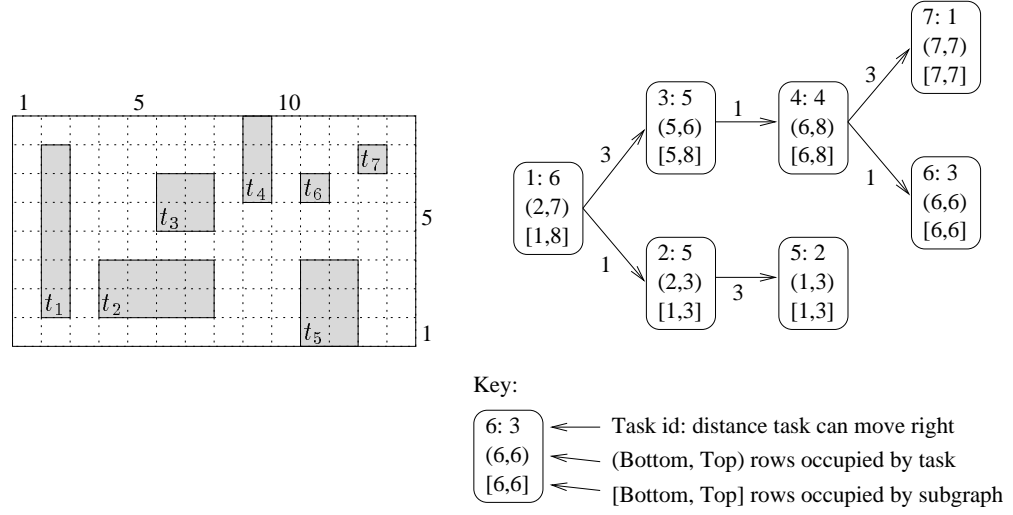 1 5 10
t1
t2
t3
t4
t5
t6
t7
5
1
1: 6
(2,7)
[1,8]
3
1
3: 5
(5,6)
[5,8]
1
2: 5
(2,3)
[1,3]
3
4: 4
(6,8)
[6,8]
3
1
5: 2
(1,3)
[1,3]
7: 1
(7,7)
[7,7]
6: 3
(6,6)
[6,6]
Key:
6: 3
(6,6)
[6,6]
Task id: distance task can move right
(Bottom, Top) rows occupied by task
[Bottom, Top] rows occupied by subgraph